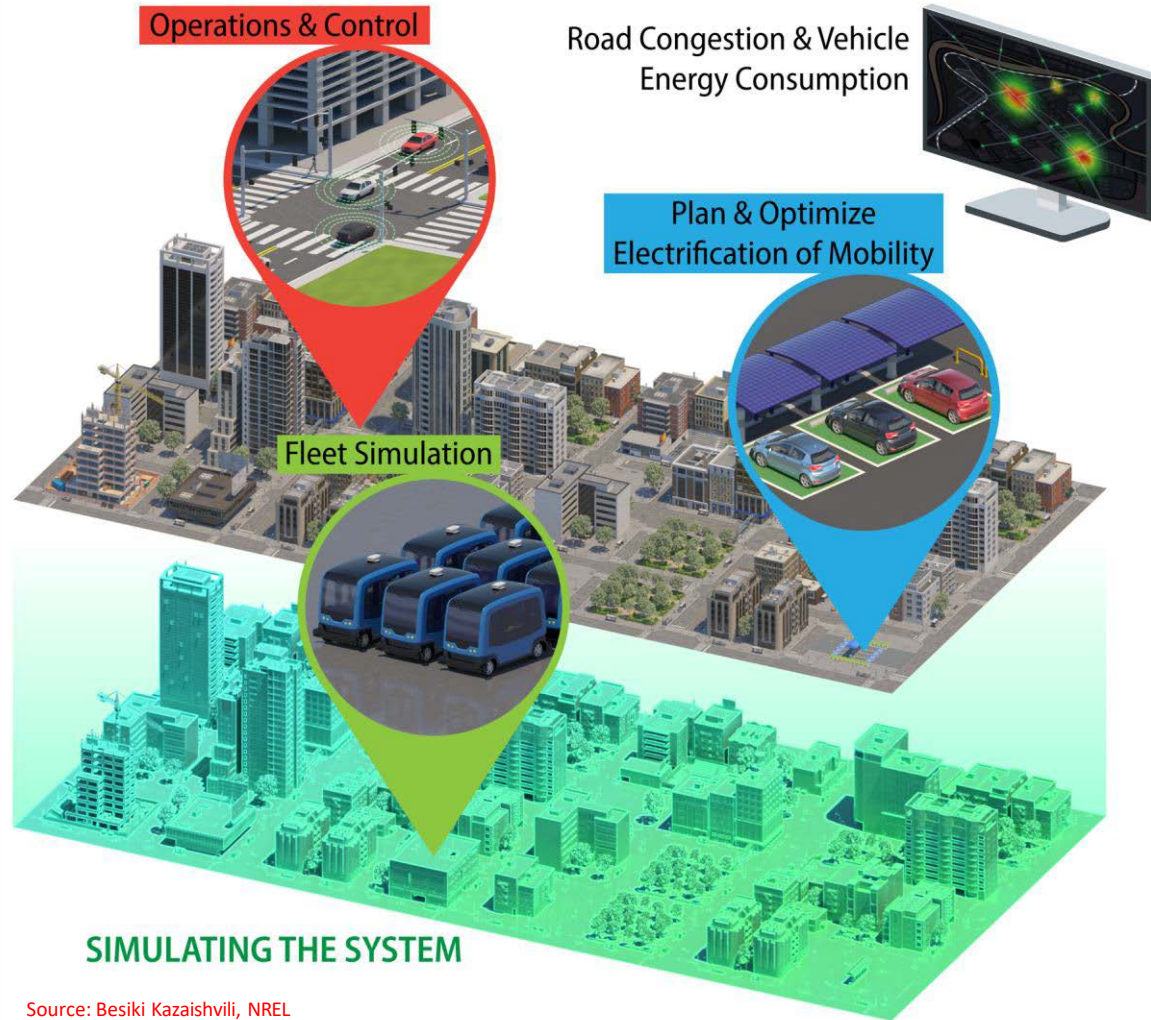 Operations & Control
Road Congestion & Vehicle
Energy Consumption
Plan & Optimize
Electrification of Mobility
Fleet Simulation
SIMULATING THE SYSTEM
Source: Besiki Kazaishvili, NREL